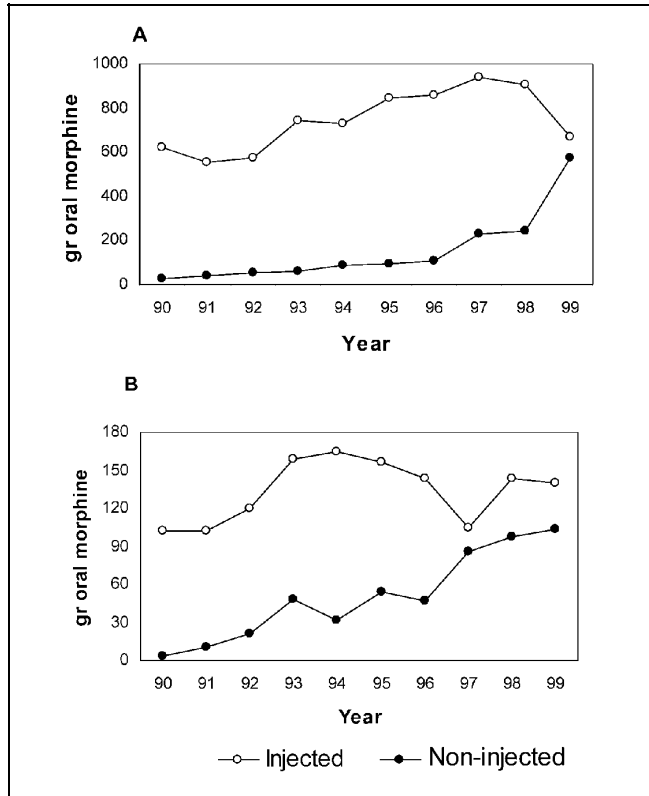 A
1000
800
600
400
200
0
gr oral morphine
90 91 92 93 94 95 96 97 98 99
Year
B
180
150
120
90
60
30
0
gr oral morphine
90 91 92 93 94 95 96 97 98 99
Year
Injected Non-injected